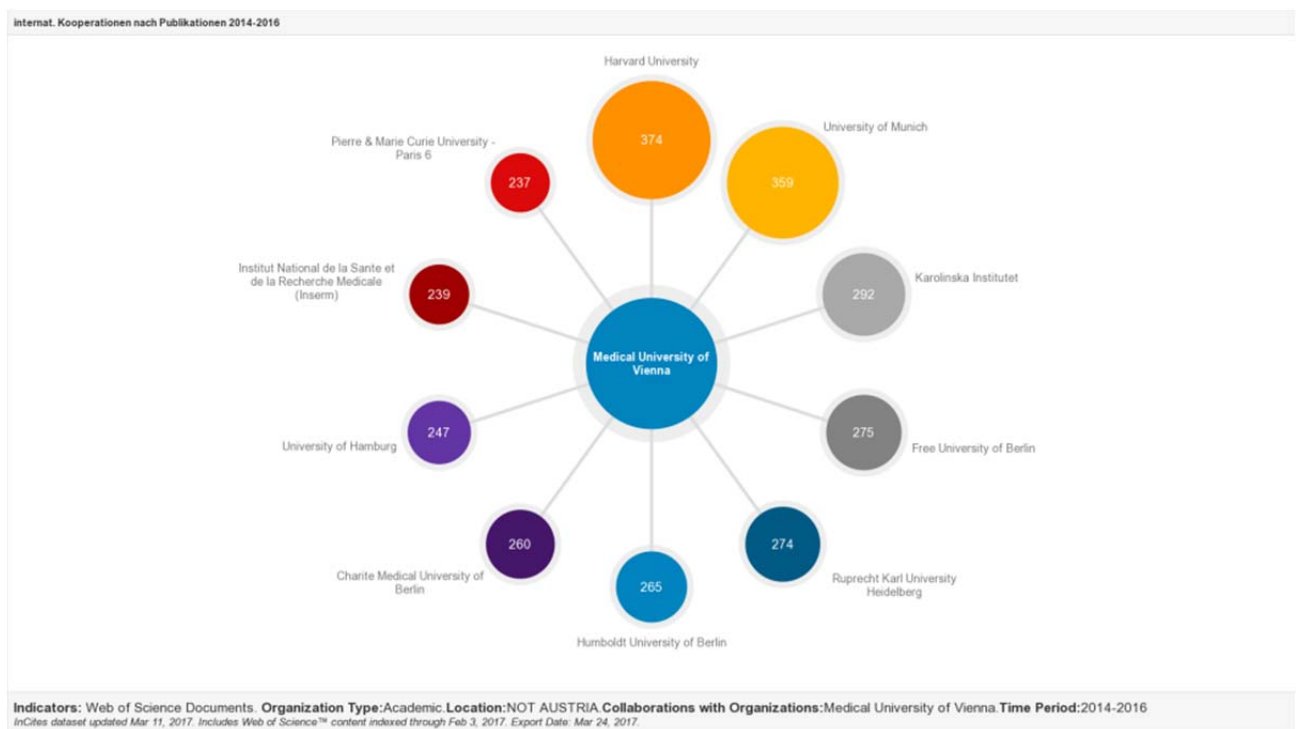 internat. Kooperationen nach Publikationen 2014-2016
Harvard University
374
University of Munich
359
Karolinska Institutet
292
Free University of Berlin
275
Ruprecht Karl University
Heidelberg
274
Humboldt University of Berlin
265
Charite Medical University of
Berlin
260
University of Hamburg
247
Institut National de la Sante et
de la Recherche Medicale
(Inserm)
239
Pierre & Marie Curie University -
Paris 6
237
Medical University of
Vienna
Indicators: Web of Science Documents. Organization Type:Academic.Location:NOT AUSTRIA.Collaborations with Organizations:Medical University of Vienna.Time Period:2014-2016
InCites dataset updated Mar 11, 2017. Includes Web of Science™ content indexed through Feb 3, 2017. Export Date: Mar 24, 2017.